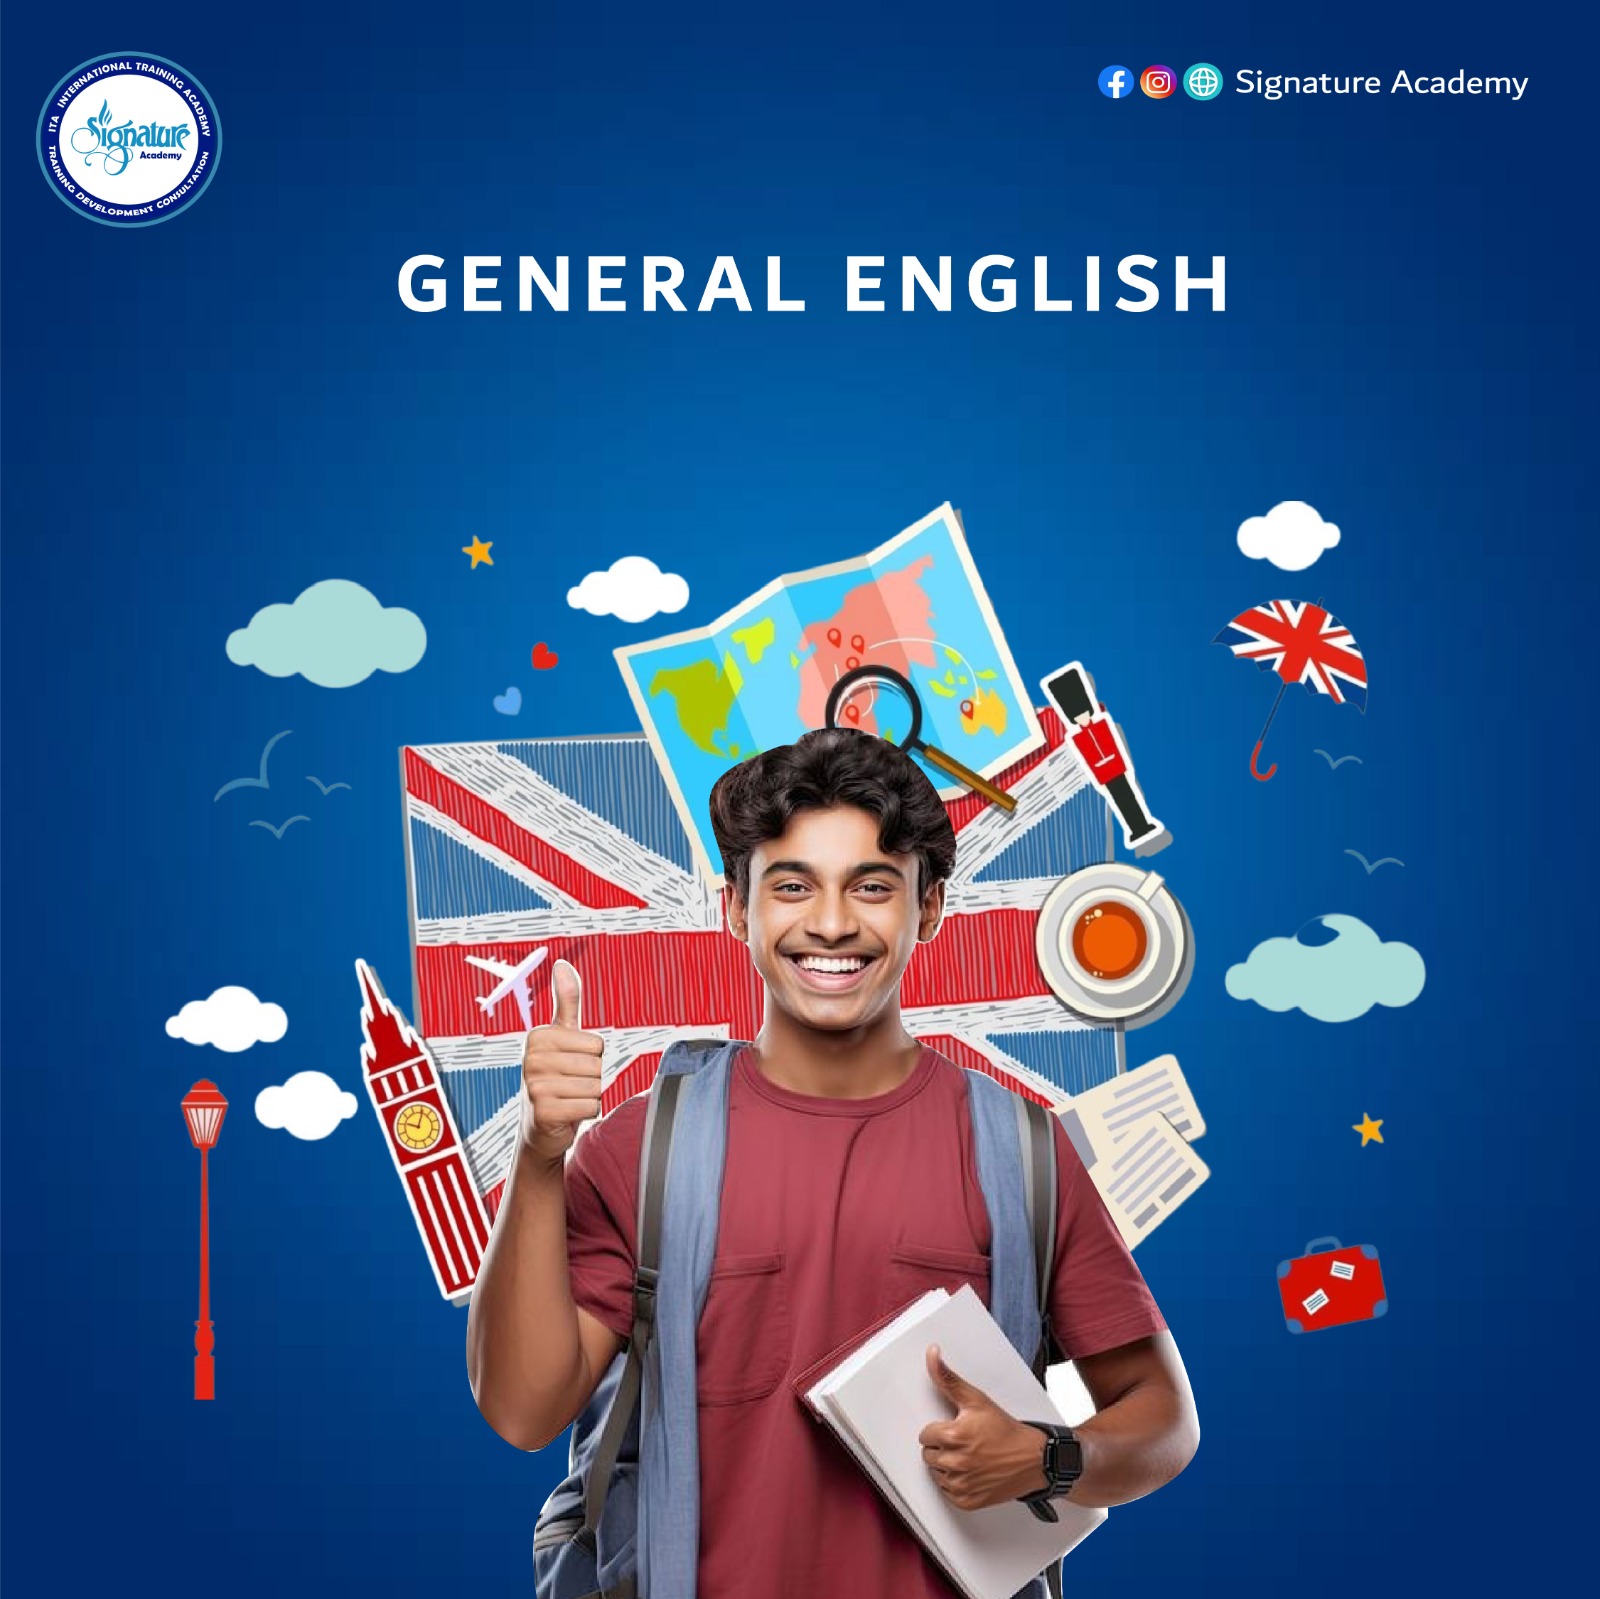 ITA INTERNATIONAL TRAINING ACADEMY
Signature
Academy
TRAINING DEVELOPMENT CONSULTATION
Signature Academy
GENERAL ENGLISH